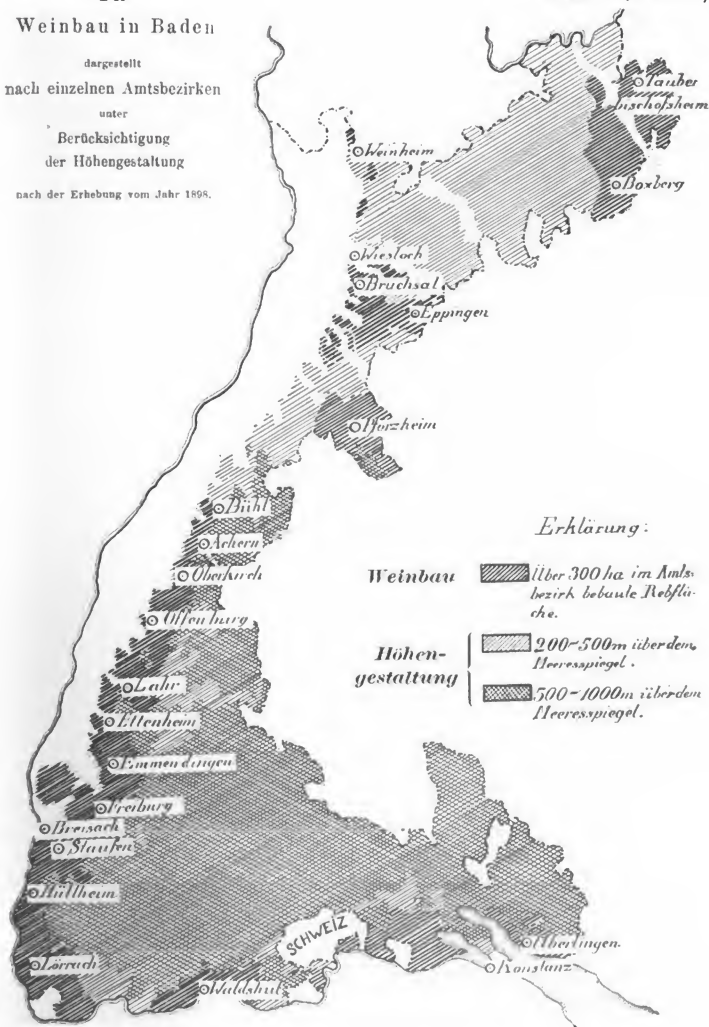 Weinbau in Baden
dargestellt
nach einzelnen Amtsbezirken
unter
Berücksichtigung
der Höhengestaltung
nach der Erhebung vom Jahr 1898.
Tauber
bischofsheim
Weinheim
Boxberg
Wiesloch
Bruchsal
Eppingen
Pforzheim
Bühl
Achern
Oberkirch
Offenburg
Lahr
Ettenheim
Emmendingen
Freiburg
Breisach
Staufen
Müllheim
Lörrach
Waldshut
SCHWEIZ
Überlingen
Konstanz
Erklärung:
Weinbau
Über 300 ha im Amts-
bezirk bebaute Rebflä-
che.
Höhen-
gestaltung
200-500m über dem
Meeresspiegel.
500-1000m über dem
Meeresspiegel.